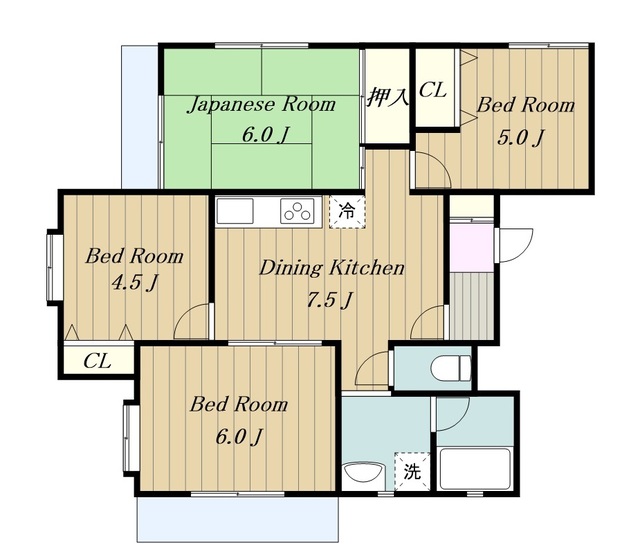 Japanese Room
6.0 J
押入
CL
Bed Room
5.0 J
冷
Bed Room
4.5 J
Dining Kitchen
7.5 J
CL
Bed Room
6.0 J
洗